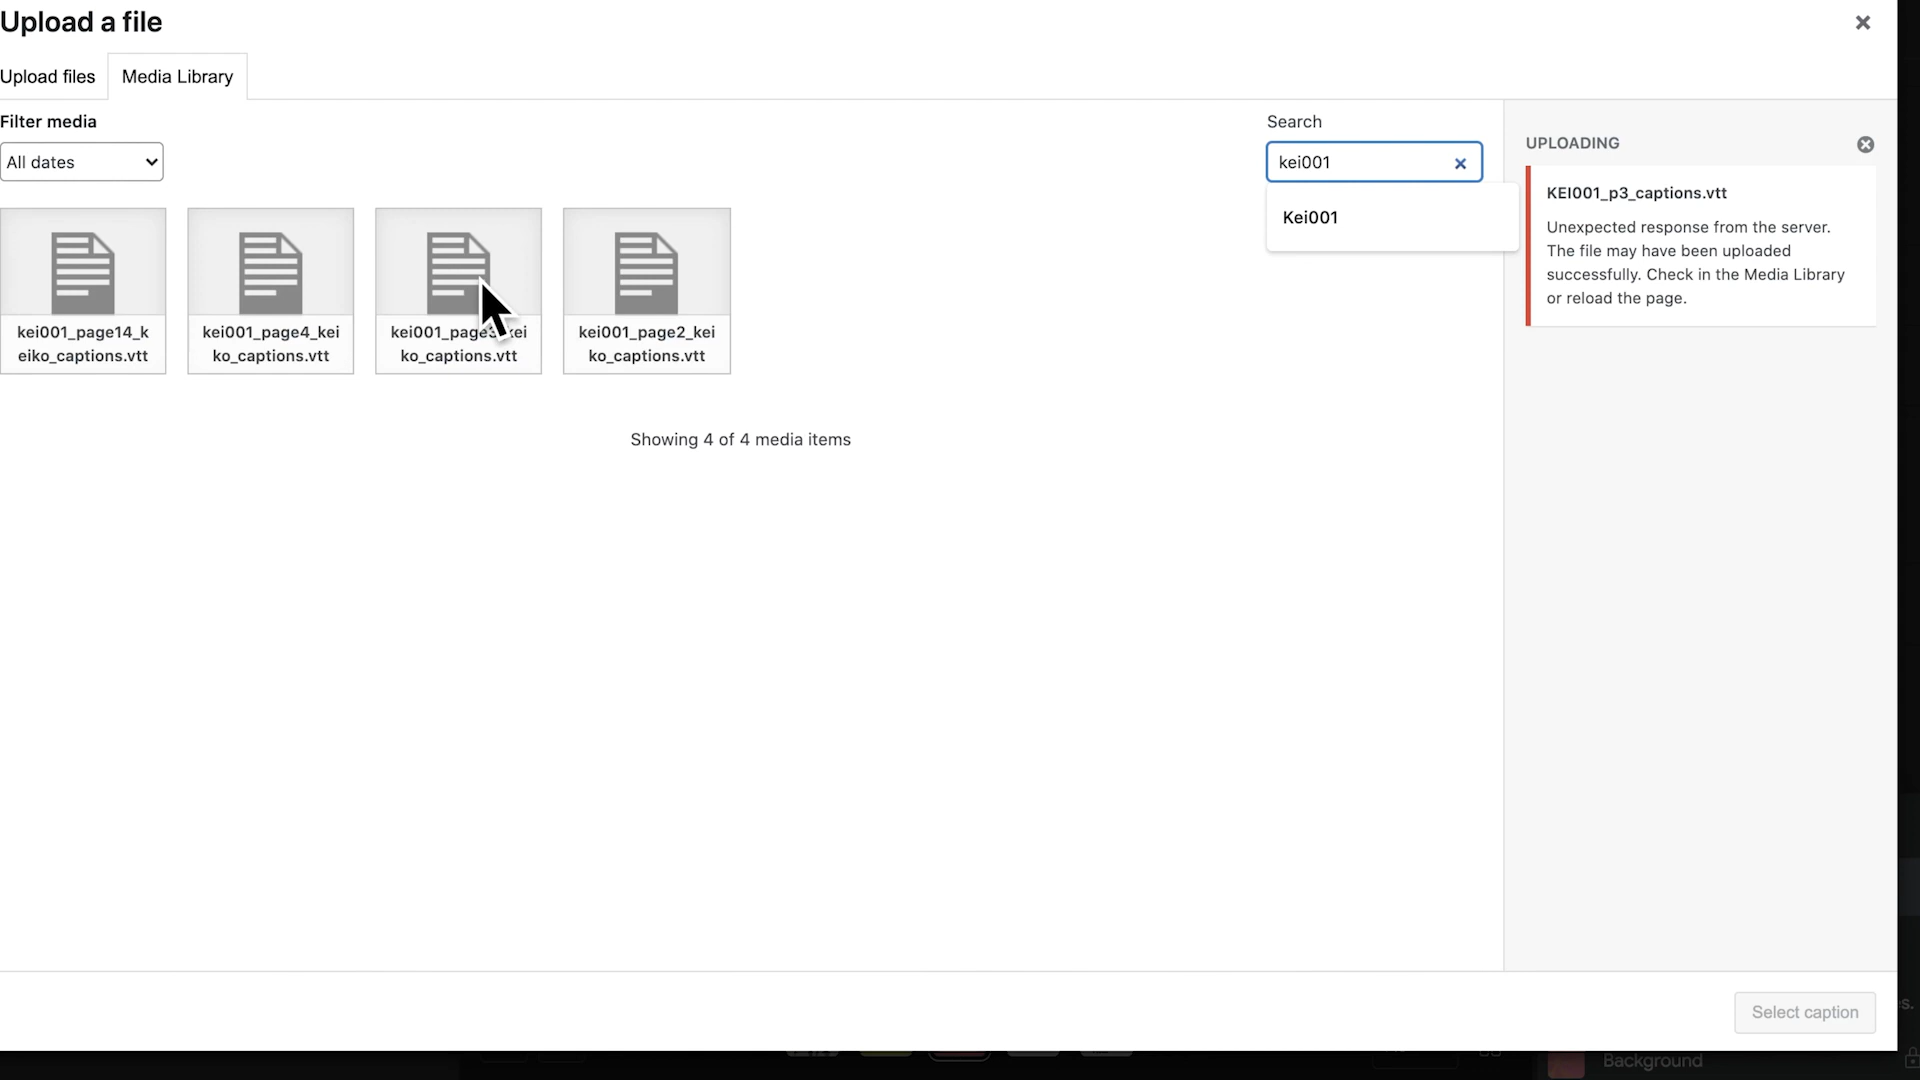 Upload a file
Upload files
Media Library
Filter media
All dates
Search
kei001
Kei001
kei001_page14_k
eiko_captions.vtt
kei001_page4_kei
ko_captions.vtt
kei001_page3_kei
ko_captions.vtt
kei001_page2_kei
ko_captions.vtt
Showing 4 of 4 media items
UPLOADING
KEI001_p3_captions.vtt
Unexpected response from the server.
The file may have been uploaded
successfully. Check in the Media Library
or reload the page.
Select caption
Background